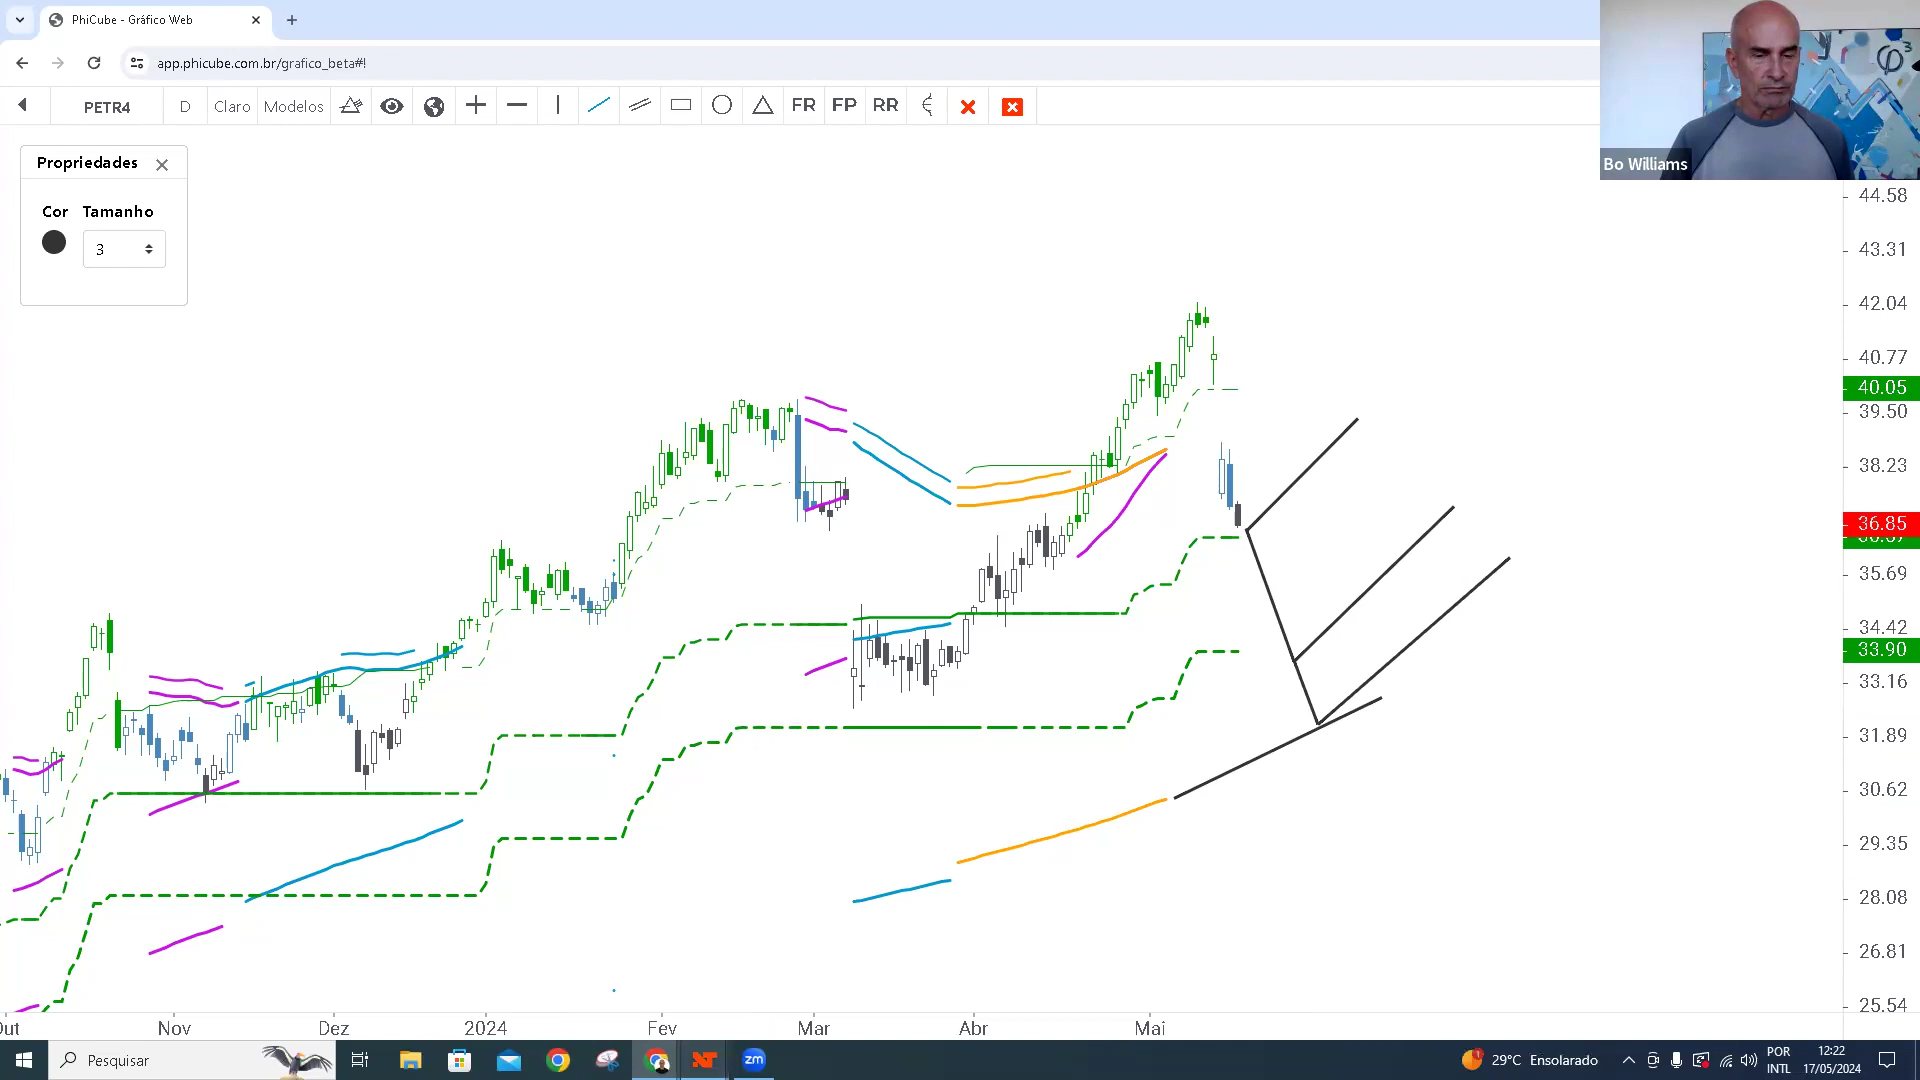 PhiCube - Gráfico Web
app.phicube.com.br/grafico_beta#!
PETR4 D Claro Modelos FR FP RR
Propriedades
Cor Tamanho
3
Bo Williams
44.58
43.31
42.04
40.77
40.05
39.50
38.23
36.85
35.69
34.42
33.90
33.16
31.89
30.62
29.35
28.08
26.81
25.54
Out Nov Dez 2024 Fev Mar Abr Mai
Pesquisar
zm
1
29°C Ensolarado
POR
INTL
12:22
17/05/2024